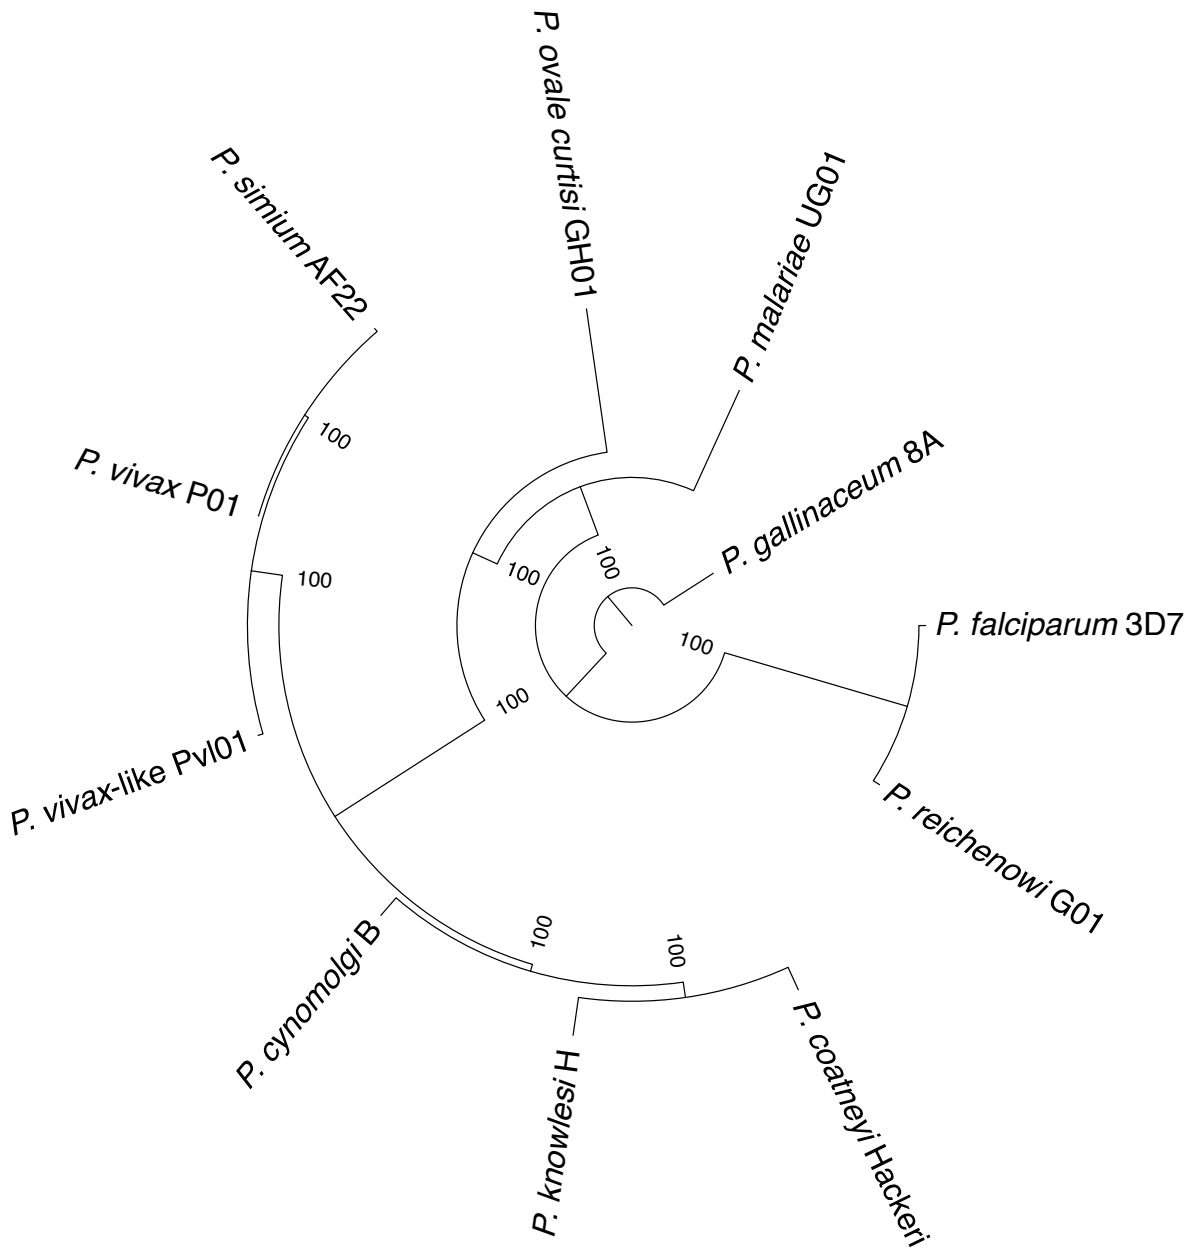 P. ovale curtisi GH01
P. malariae UG01
P. simium AF22
100
P. gallinaceum 8A
P. vivax P01
100
100
100
P. falciparum 3D7
100
100
P. vivax-like Pvl01
P. reichenowi G01
100
100
P. cynomolgi B
P. knowlesi H
P. coatneyi Hackeri